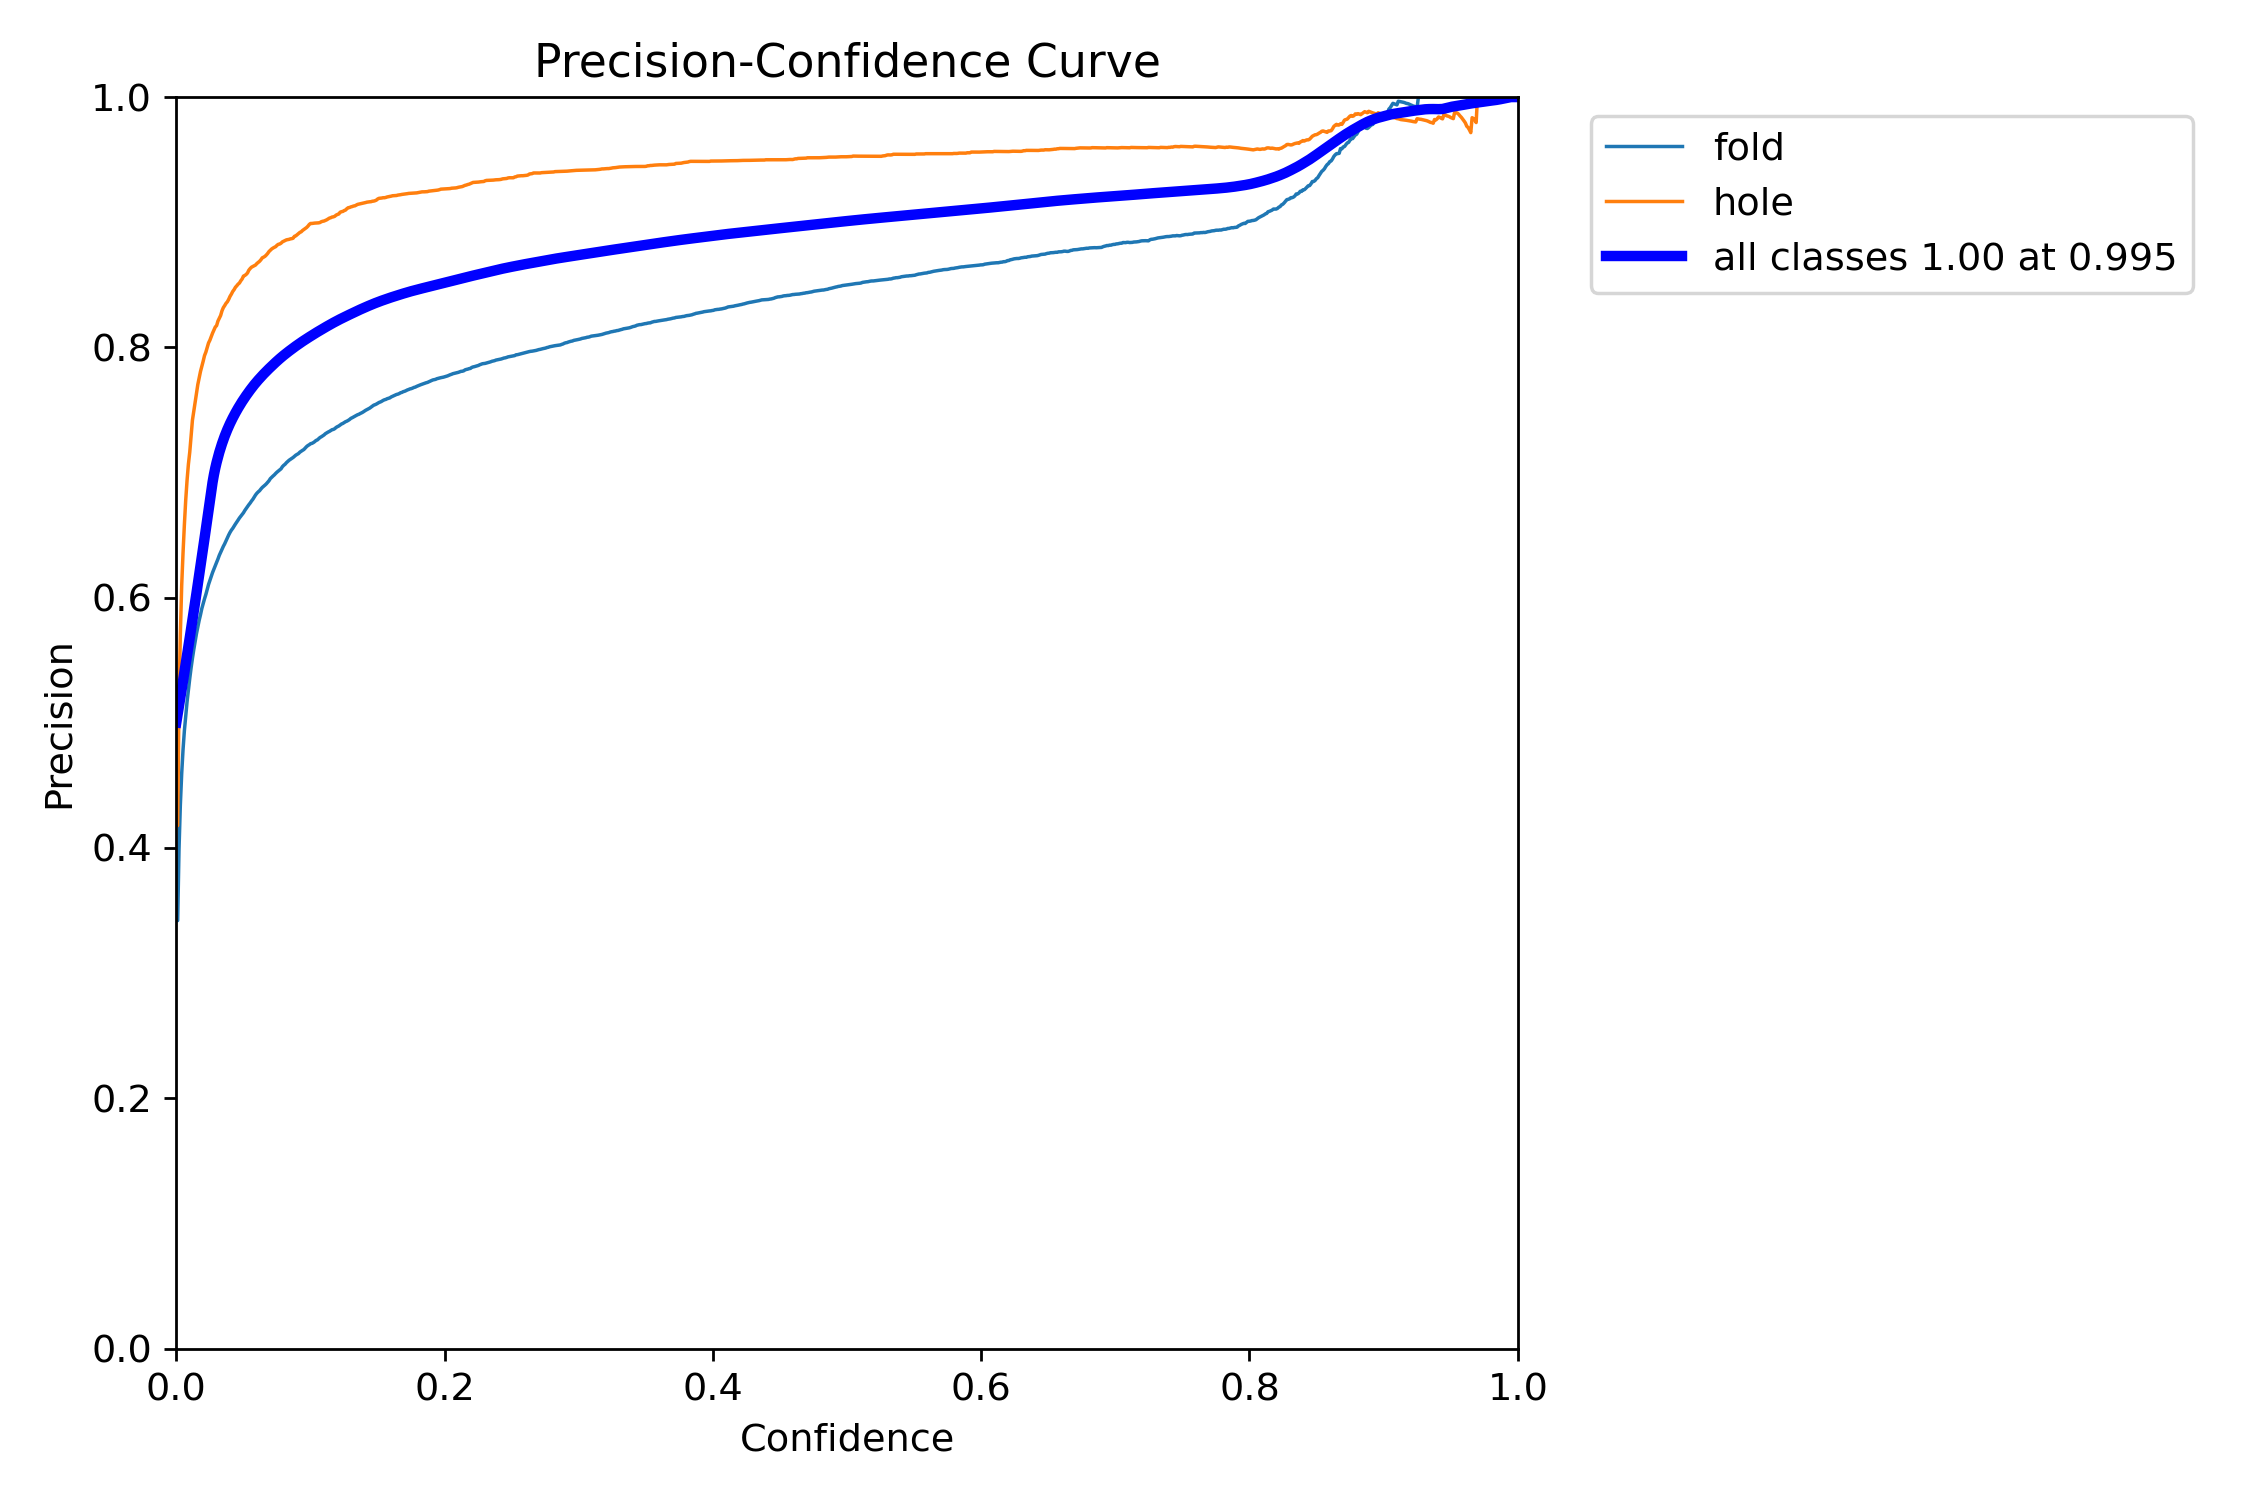 Precision-Confidence Curve
1.0
0.8
0.6
0.4
0.2
0.0
Precision
0.0 0.2 0.4 0.6 0.8 1.0
Confidence
fold
hole
all classes 1.00 at 0.995